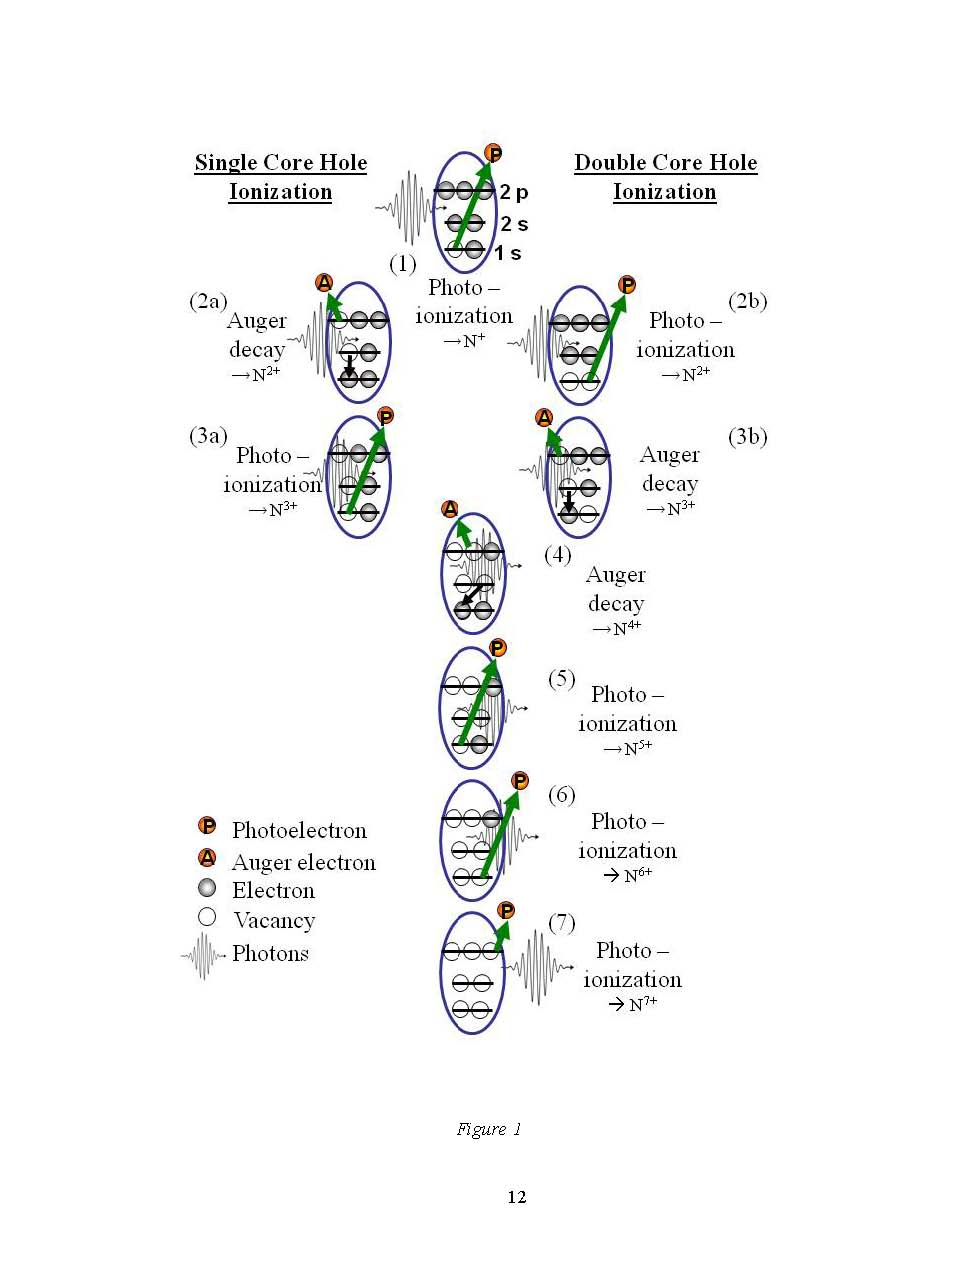 Single Core Hole
Ionization
Double Core Hole
Ionization
P
2 p
2 s
1 s
(1)
Photo –
ionization
→N⁺
(2a)
A
Auger
decay
→N²⁺
P
(2b)
Photo –
ionization
→N²⁺
(3a)
P
Photo –
ionization
→N³⁺
A
(3b)
Auger
decay
→N³⁺
A
(4)
Auger
decay
→N⁴⁺
P
(5)
Photo –
ionization
→N⁵⁺
P
(6)
Photo –
ionization
→ N⁶⁺
P
(7)
Photo –
ionization
→ N⁷⁺
P Photoelectron
A Auger electron
Electron
Vacancy
Photons
Figure 1
12